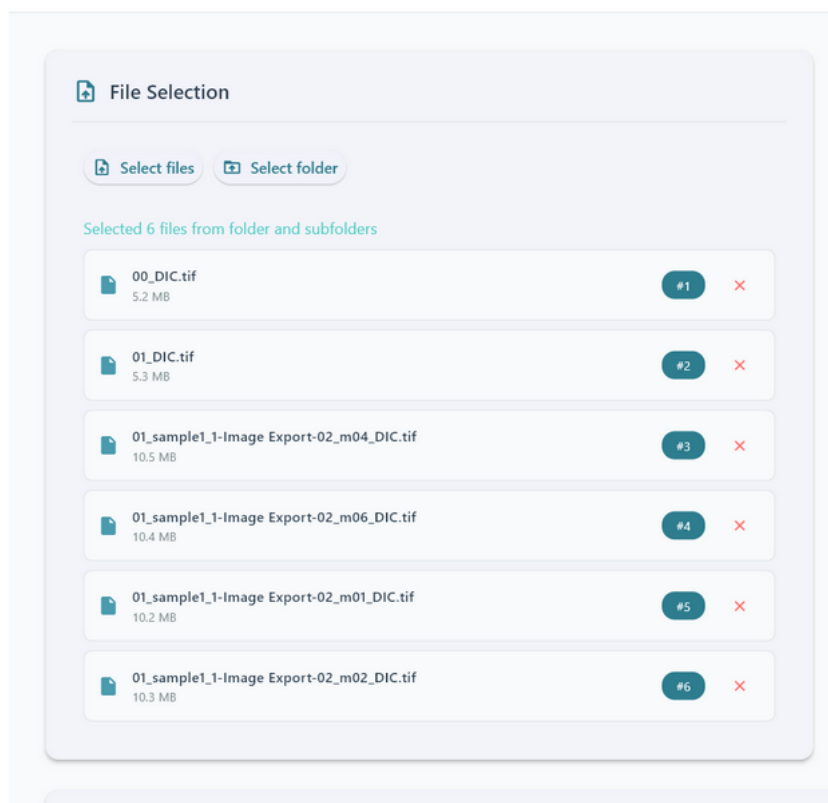 File Selection
Select files
Select folder
Selected 6 files from folder and subfolders
00_DIC.tif
5.2 MB
#1
01_DIC.tif
5.3 MB
#2
01_sample1_1-Image Export-02_m04_DIC.tif
10.5 MB
#3
01_sample1_1-Image Export-02_m06_DIC.tif
10.4 MB
#4
01_sample1_1-Image Export-02_m01_DIC.tif
10.2 MB
#5
01_sample1_1-Image Export-02_m02_DIC.tif
10.3 MB
#6